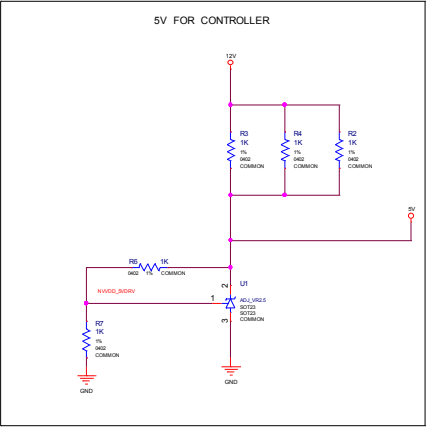 5V FOR CONTROLLER
12V
R3
1K
1%
0402
COMMON
R4
1K
1%
0402
COMMON
R2
1K
1%
0402
COMMON
5V
R6
1K
0402
1%
COMMON
NVVDD_5VDRV
2
U1
1
ADJ_VR2.5
SOT23
SOT23
COMMON
3
R7
1K
1%
0402
COMMON
GND
GND